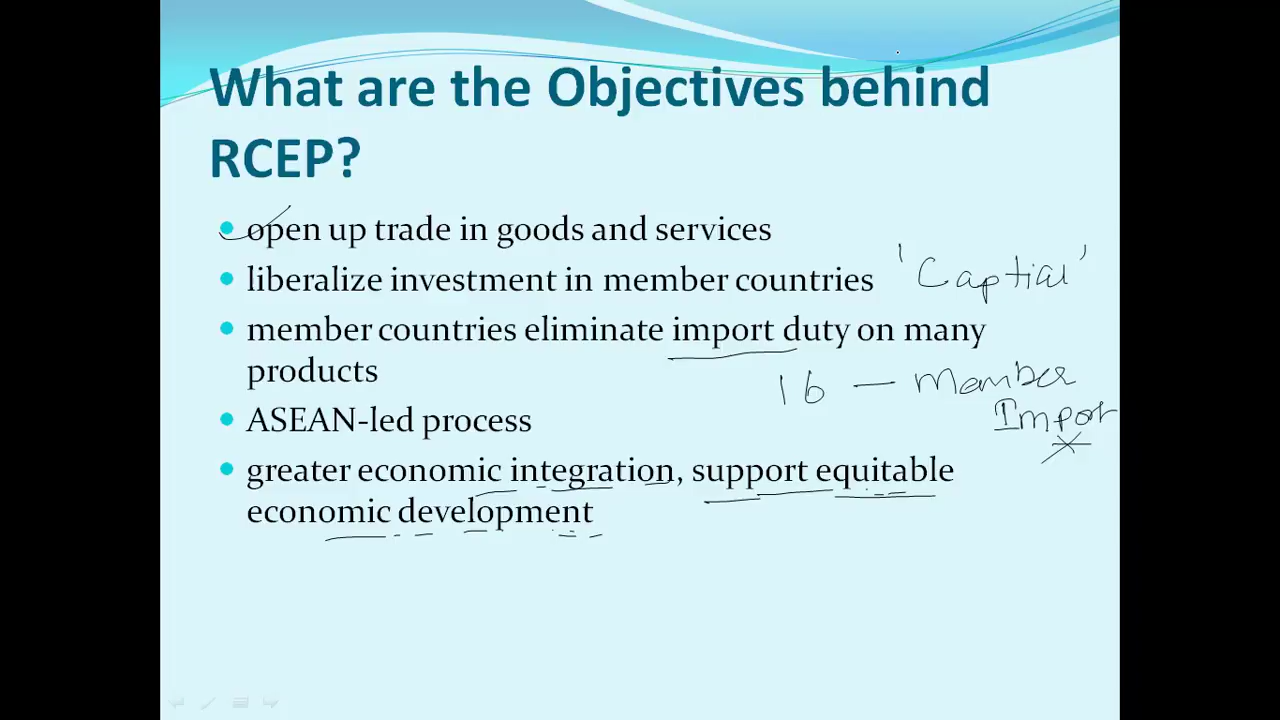 What are the Objectives behind
RCEP?
• open up trade in goods and services
• liberalize investment in member countries
'Captial'
• member countries eliminate import duty on many
products
16 — Member
Import
• ASEAN-led process
• greater economic integration, support equitable
economic development